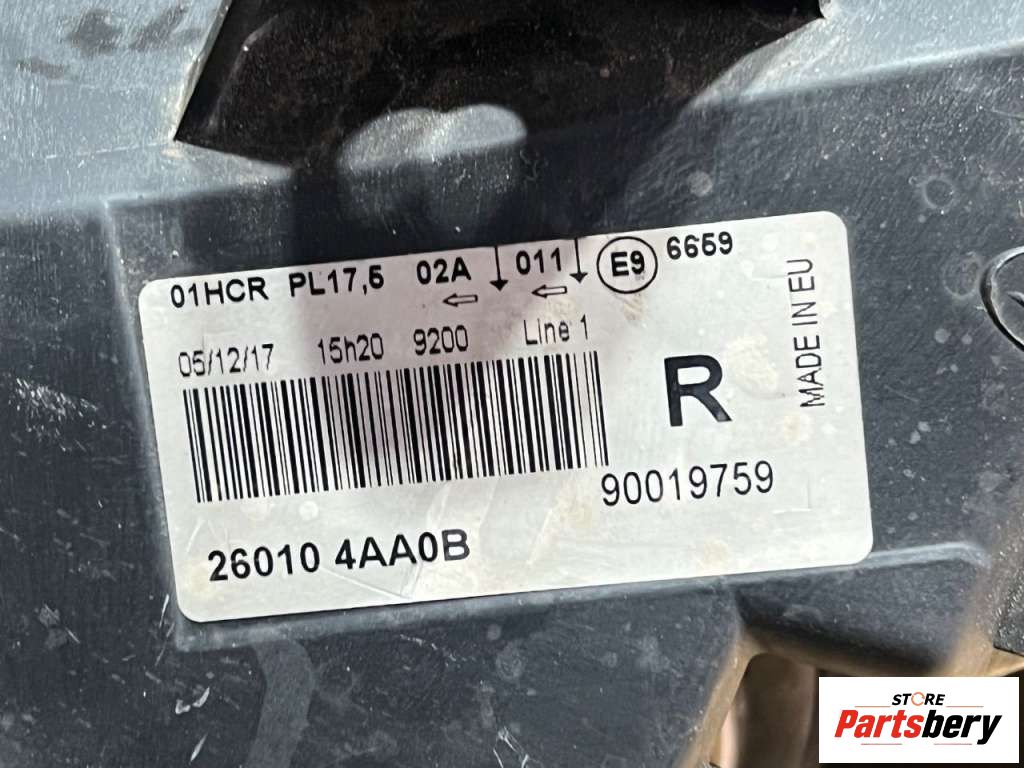 01HCR PL17,5 02A 011 E9 6659
05/12/17 15h20 9200 Line 1
R
MADE IN EU
90019759
26010 4AA0B
STORE
Partsbery